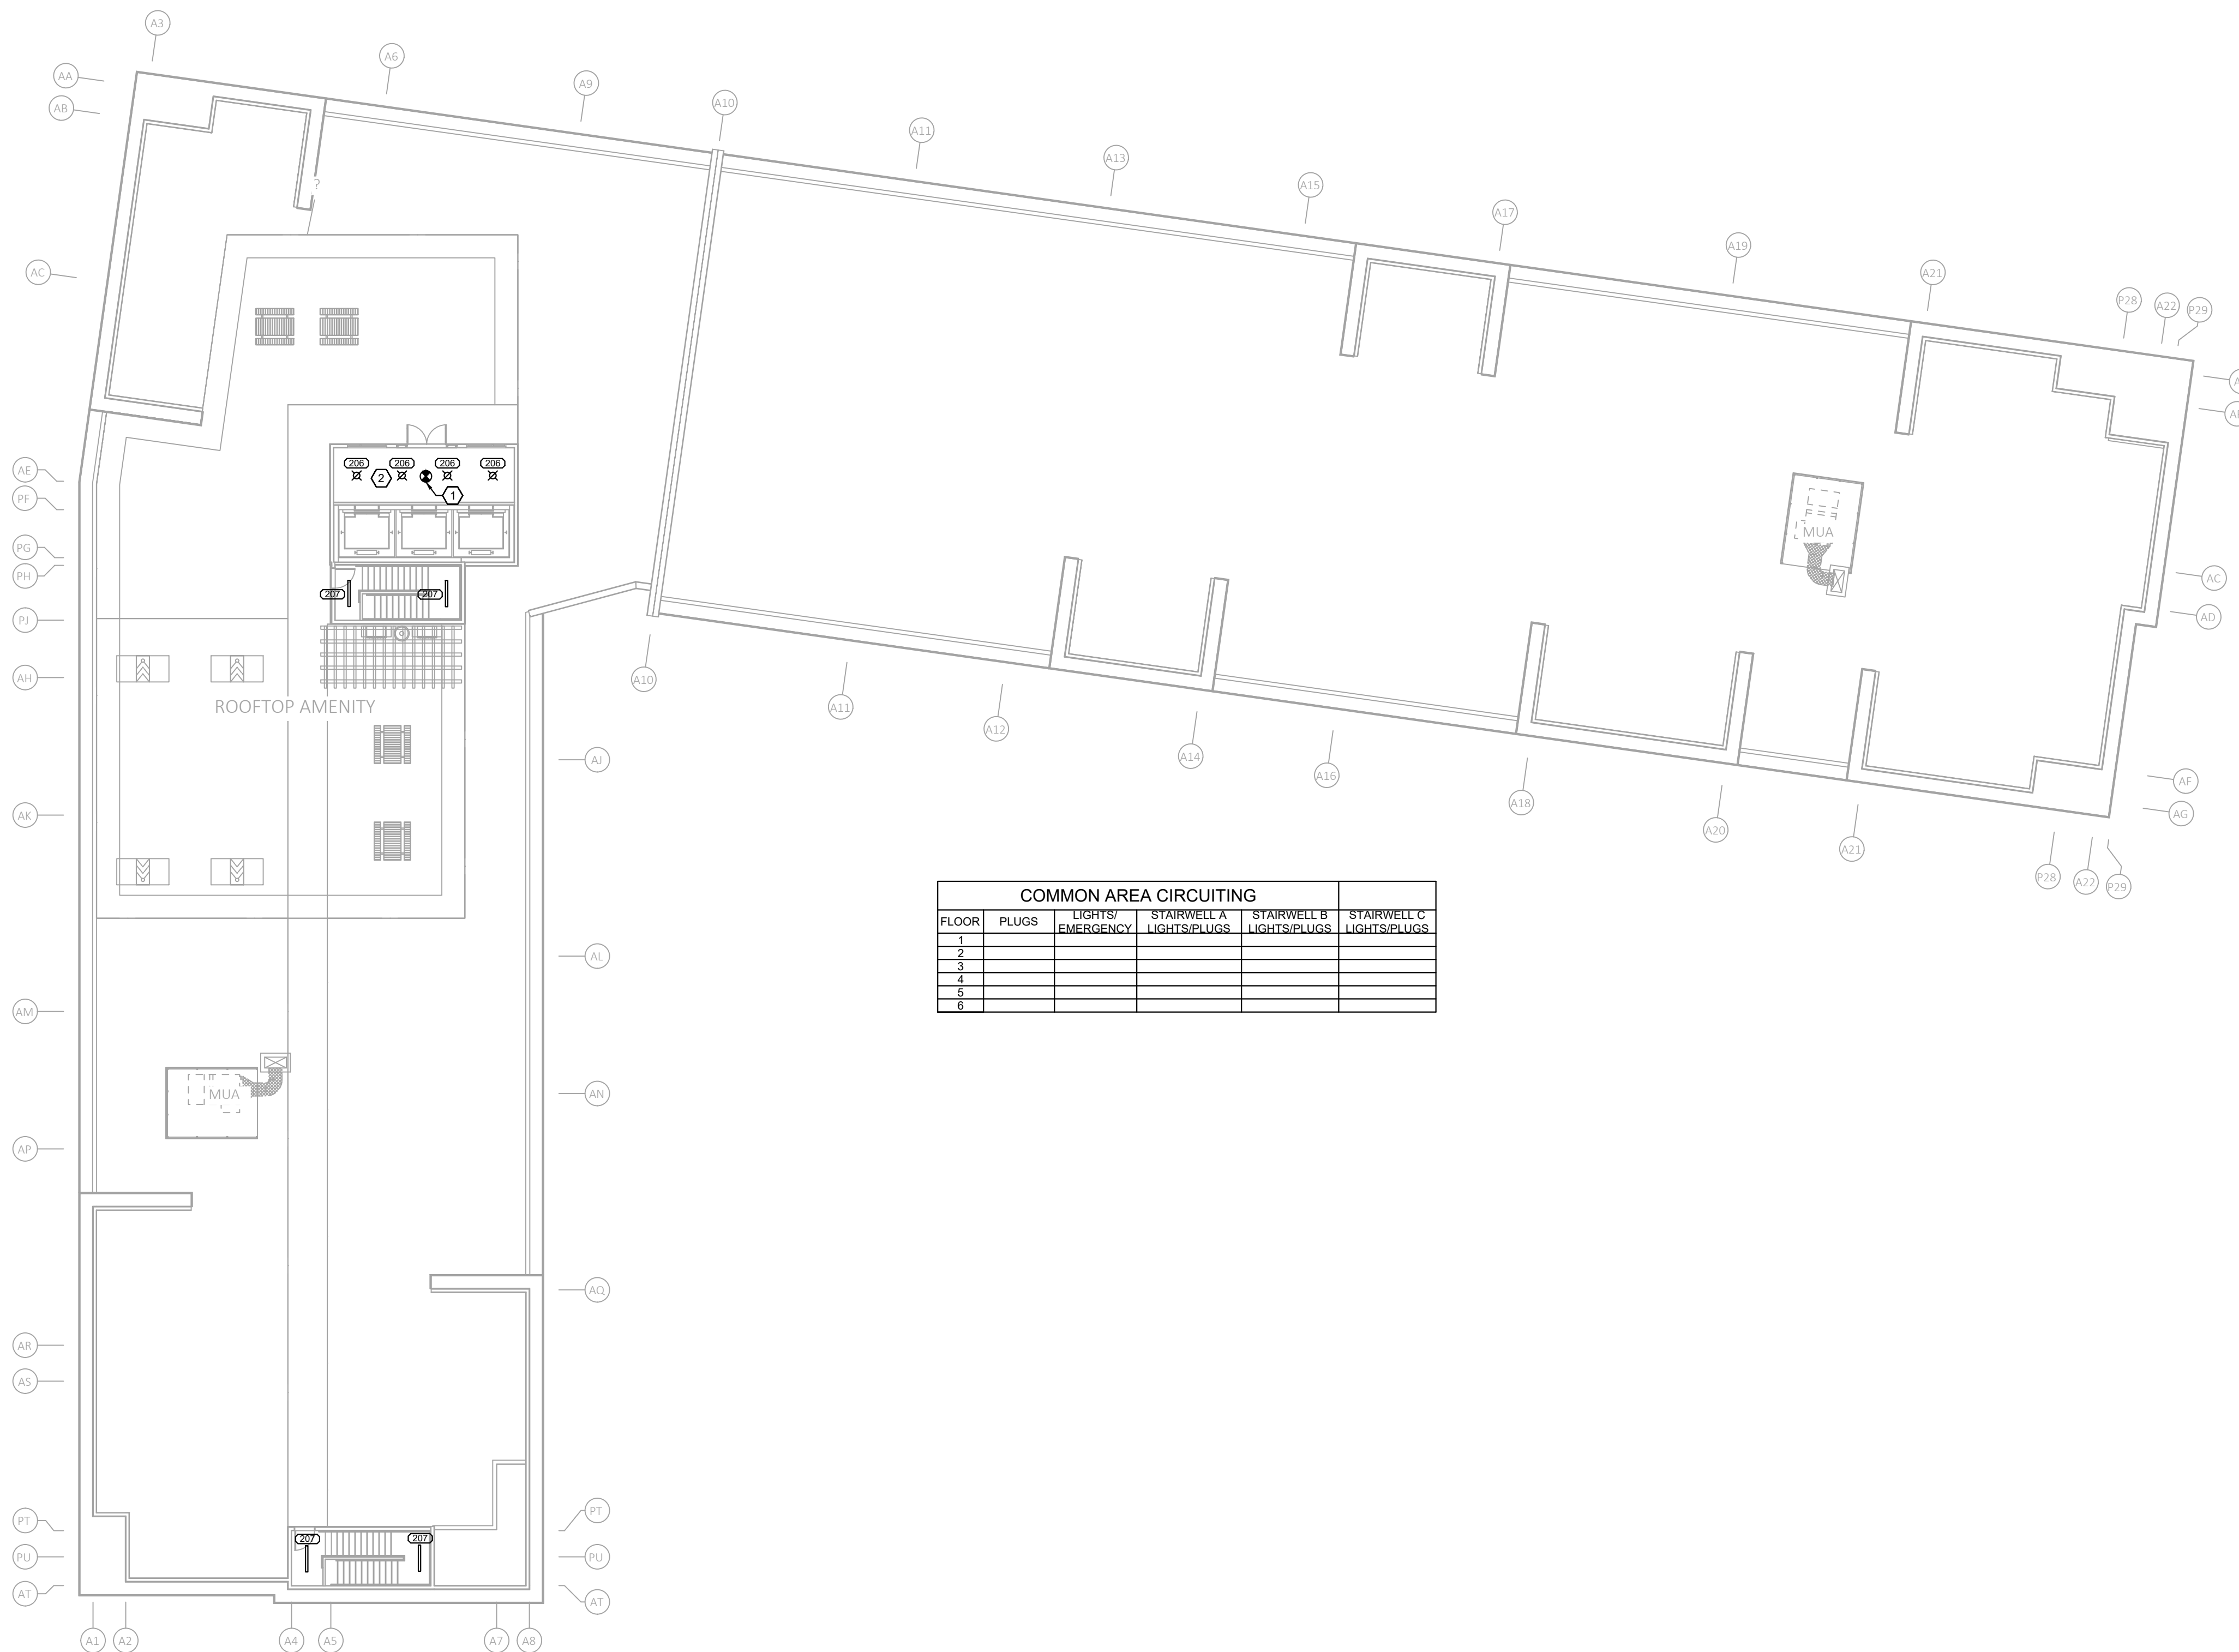 A3
A6
AA
A9
AB
A10
A11
A13
A15
A17
?
A19
AC
A21
P28
A22
P29
206
206
206
206
AE
2
1
PF
MUA
PG
PH
AC
207
207
PJ
AD
AH
A10
ROOFTOP AMENITY
A11
A12
A14
AJ
A16
AF
A18
AK
AG
A20
A21
P28
A22
P29
COMMON AREA CIRCUITING
FLOOR PLUGS LIGHTS/ EMERGENCY STAIRWELL A LIGHTS/PLUGS STAIRWELL B LIGHTS/PLUGS STAIRWELL C LIGHTS/PLUGS
1
2
3
4
5
6
AL
AM
MUA
AN
AP
AQ
AR
AS
PT
PT
207
207
PU
PU
AT
AT
A1
A2
A4
A5
A7
A8